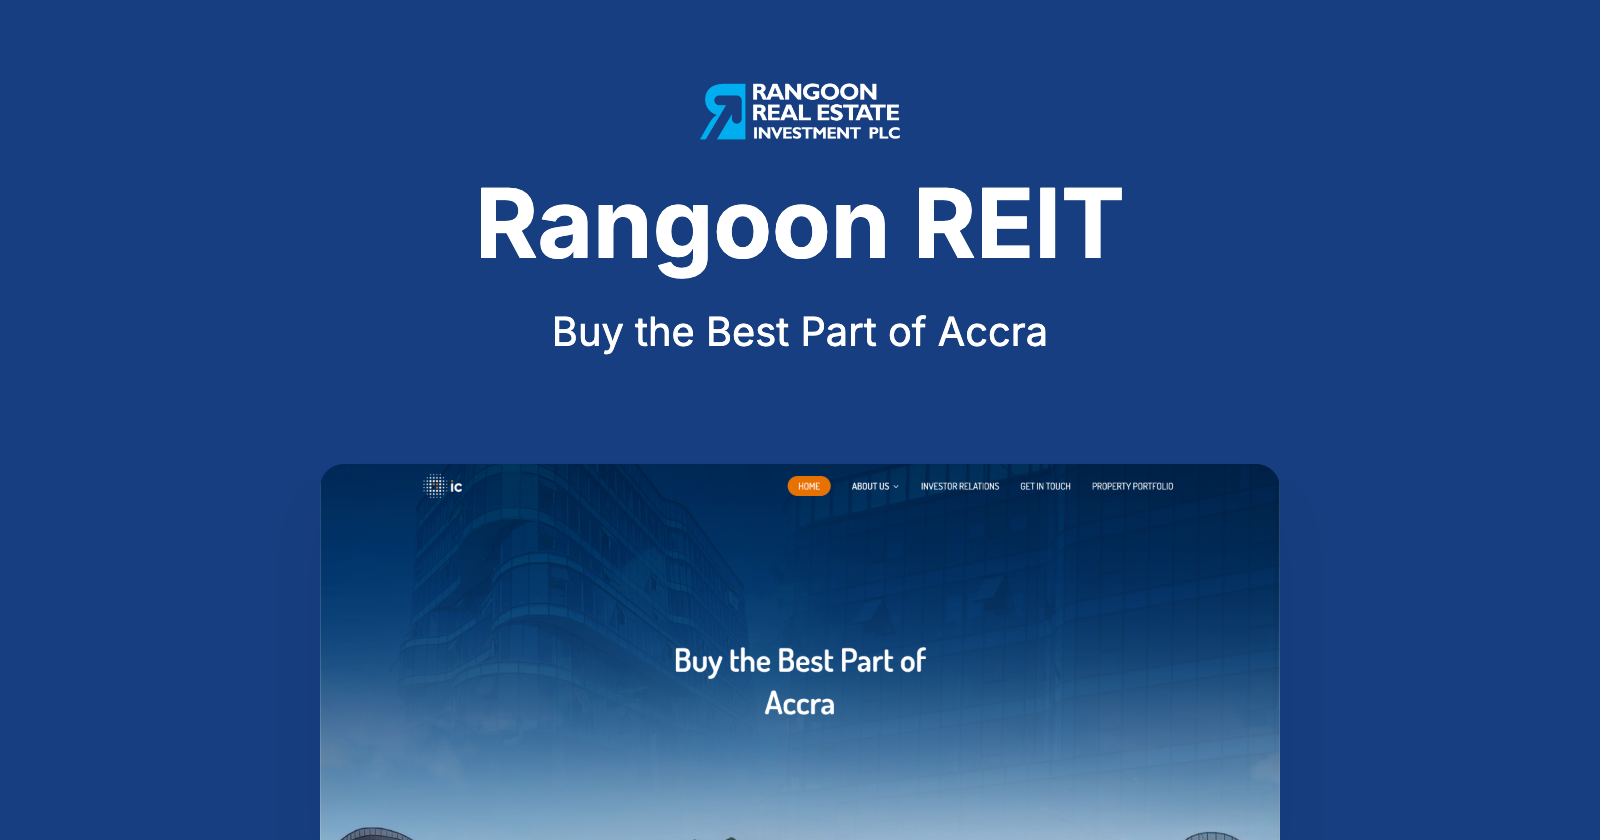 RANGOON
REAL ESTATE
INVESTMENT PLC
Rangoon REIT
Buy the Best Part of Accra
ic
HOME ABOUT US INVESTOR RELATIONS GET IN TOUCH PROPERTY PORTFOLIO
Buy the Best Part of
Accra